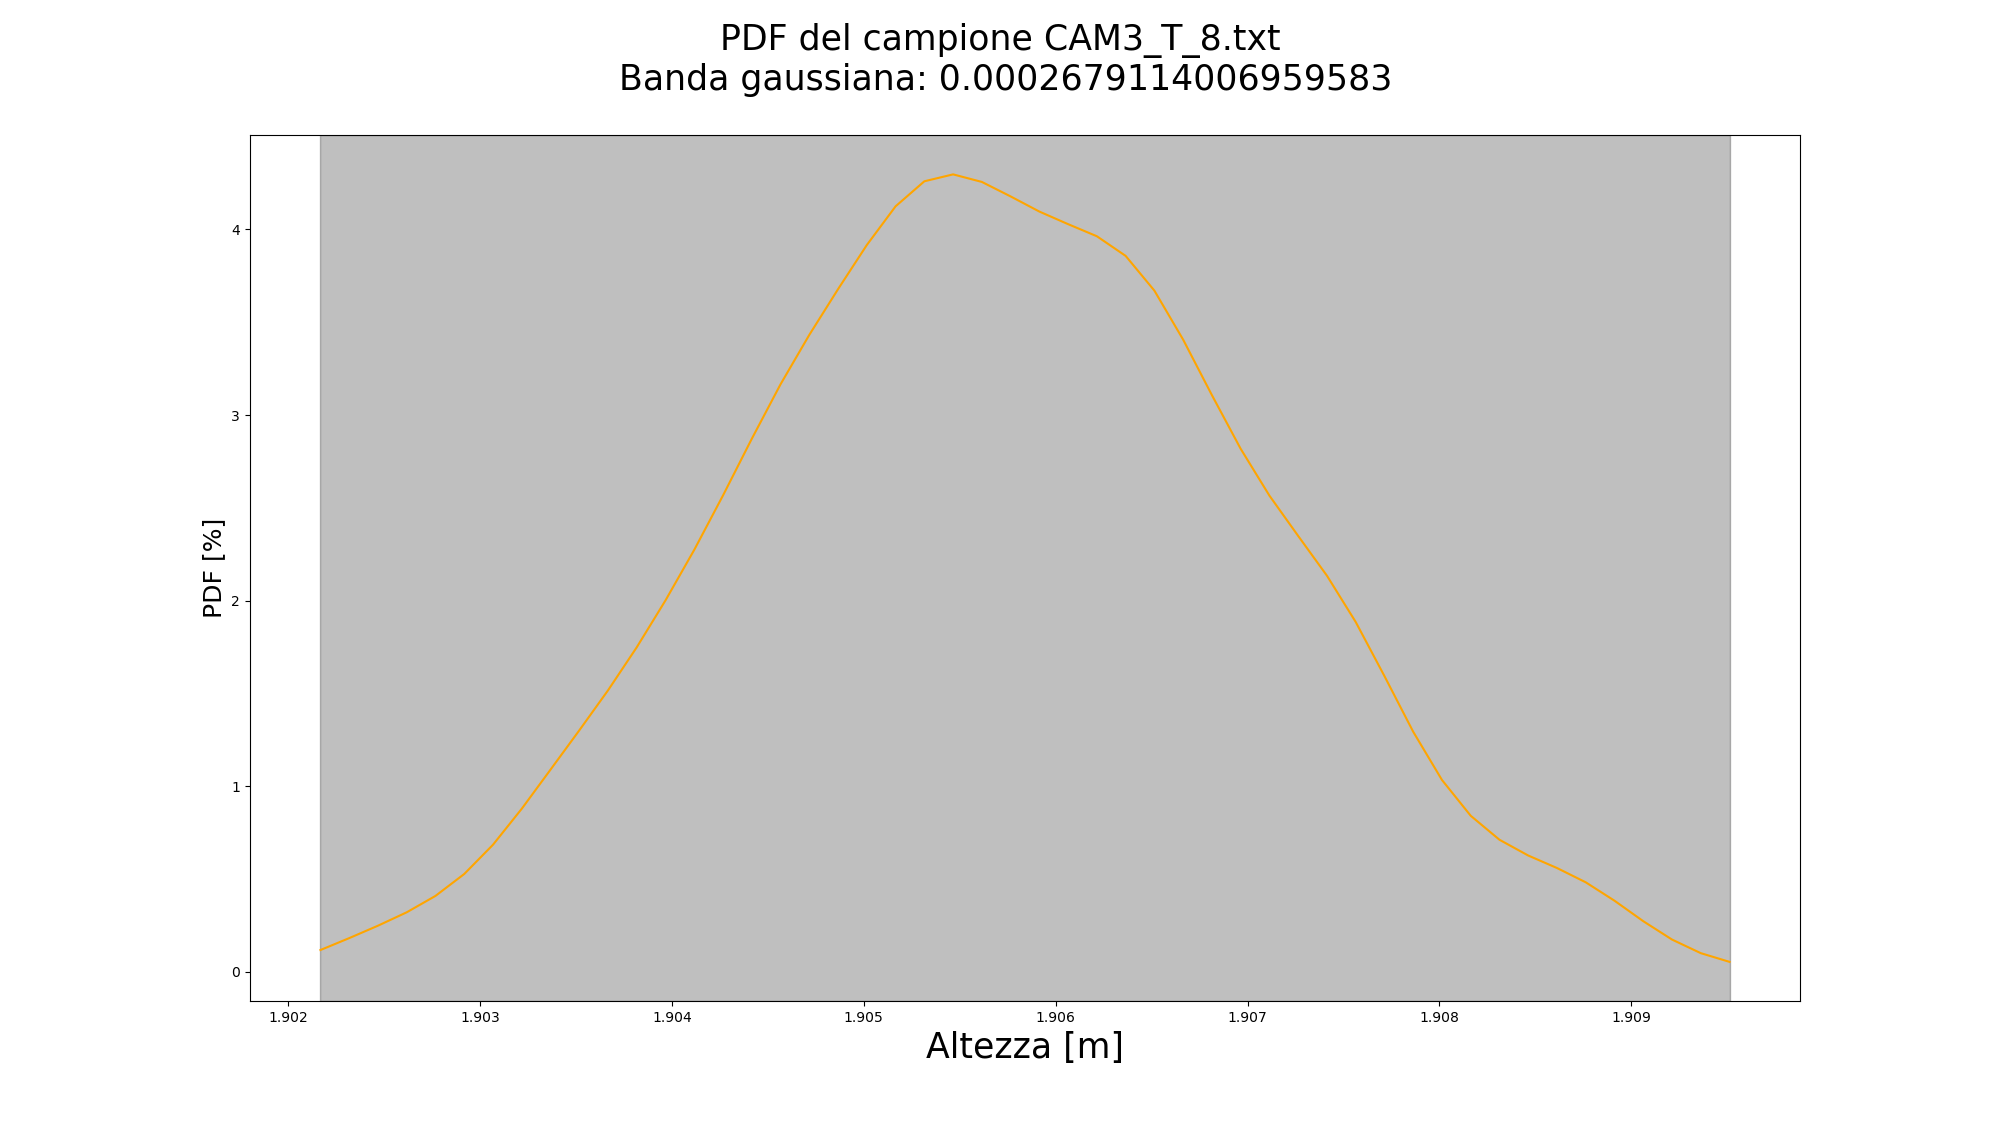 PDF del campione CAM3_T_8.txt
Banda gaussiana: 0.0002679114006959583
PDF [%]
4
3
2
1
0
1.902 1.903 1.904 1.905 1.906 1.907 1.908 1.909
Altezza [m]